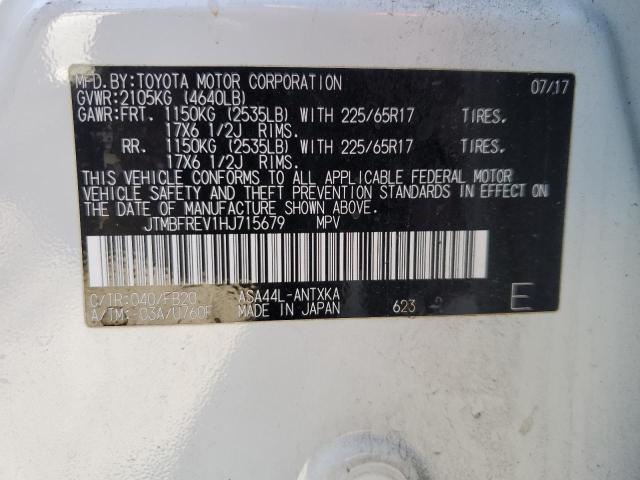 MFD.BY:TOYOTA MOTOR CORPORATION 07/17
GVWR:2105KG (4640LB)
GAWR:FRT. 1150KG (2535LB) WITH 225/65R17 TIRES.
17X6 1/2J RIMS.
RR. 1150KG (2535LB) WITH 225/65R17 TIRES.
17X6 1/2J RIMS.
THIS VEHICLE CONFORMS TO ALL APPLICABLE FEDERAL MOTOR
VEHICLE SAFETY AND THEFT PREVENTION STANDARDS IN EFFECT ON
THE DATE OF MANUFACTURE SHOWN ABOVE.
JTMBFREV1HJ715679 MPV
C/TR:040/FB20 ASA44L-ANTXKA
A/TM:-03A/U760F MADE IN JAPAN 623 E